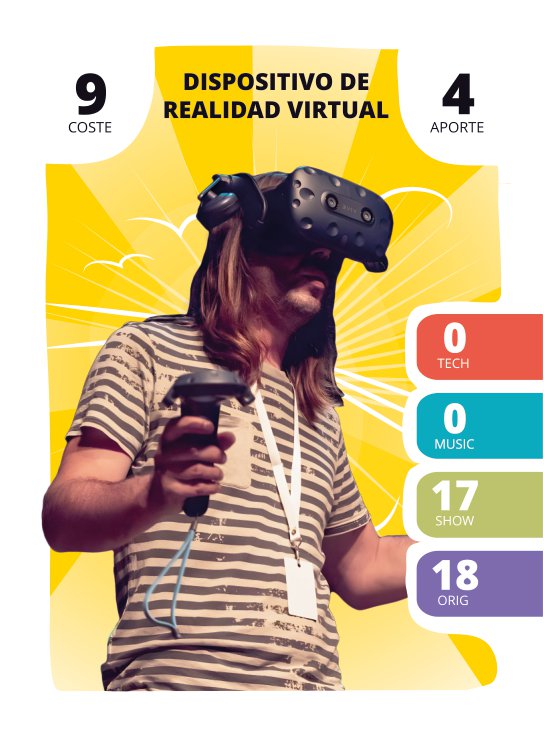 9
COSTE
DISPOSITIVO DE
REALIDAD VIRTUAL
4
APORTE
0
TECH
0
MUSIC
17
SHOW
18
ORIG